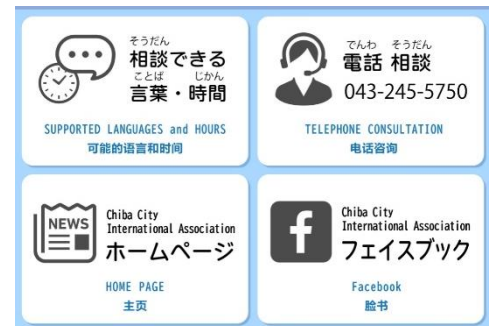 そうだん
相談できる
ことば じかん
言葉・時間
SUPPORTED LANGUAGES and HOURS
可能的语言和时间
でんわ そうだん
電話 相談
043-245-5750
TELEPHONE CONSULTATION
电话咨询
NEWS
Chiba City
International Association
ホームページ
HOME PAGE
主页
f
Chiba City
International Association
フェイスブック
Facebook
脸书